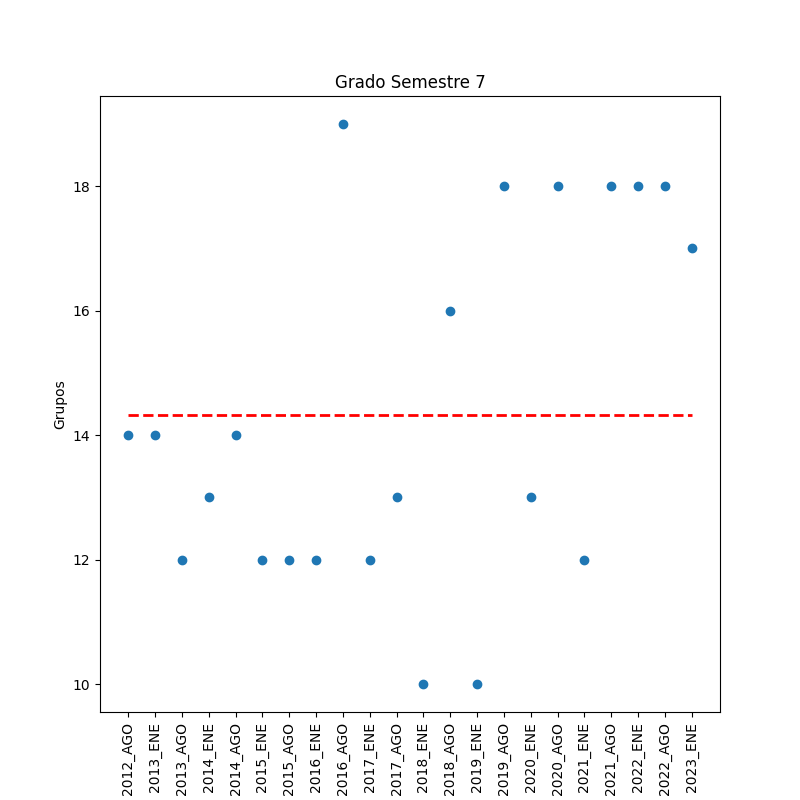 Grado Semestre 7
Grupos
18
16
14
12
10
2012_AGO
2013_ENE
2013_AGO
2014_ENE
2014_AGO
2015_ENE
2015_AGO
2016_ENE
2016_AGO
2017_ENE
2017_AGO
2018_ENE
2018_AGO
2019_ENE
2019_AGO
2020_ENE
2020_AGO
2021_ENE
2021_AGO
2022_ENE
2022_AGO
2023_ENE